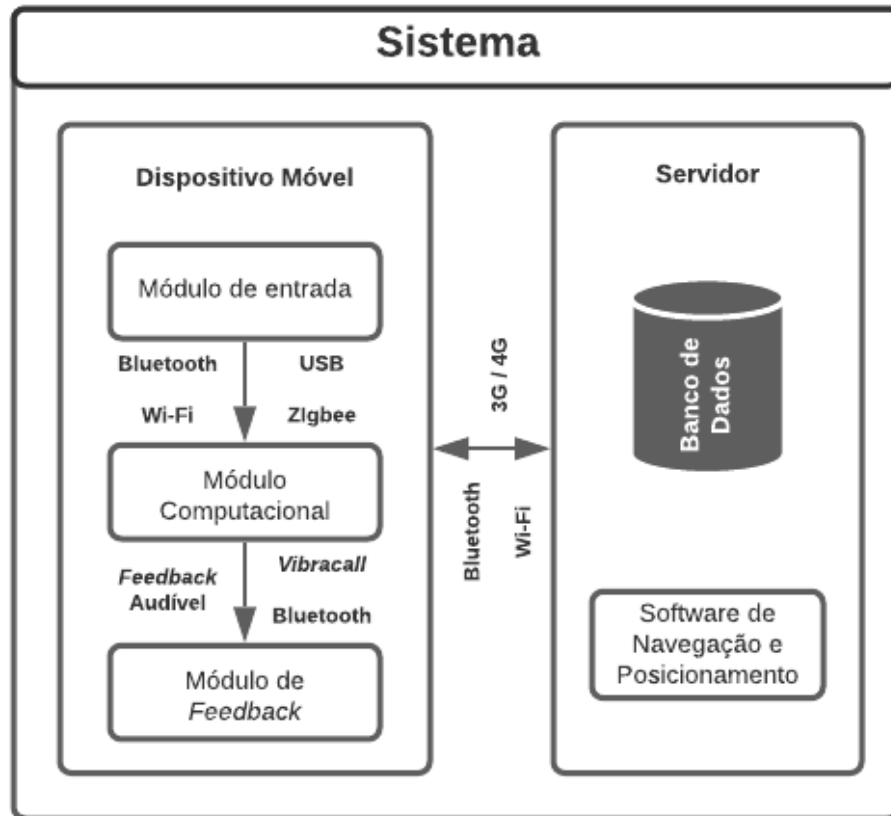 Sistema
Dispositivo Móvel
Módulo de entrada
Bluetooth USB
Wi-Fi ZIgbee
Módulo
Computacional
Feedback
Audível
Vibracall
Bluetooth
Módulo de
Feedback
3G / 4G
Bluetooth
Wi-Fi
Servidor
Banco de
Dados
Software de
Navegação e
Posicionamento